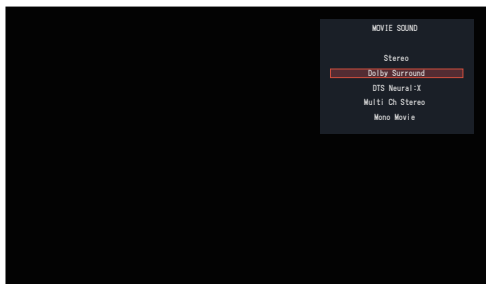 MOVIE SOUND
Stereo
Dolby Surround
DTS Neural:X
Multi Ch Stereo
Mono Movie